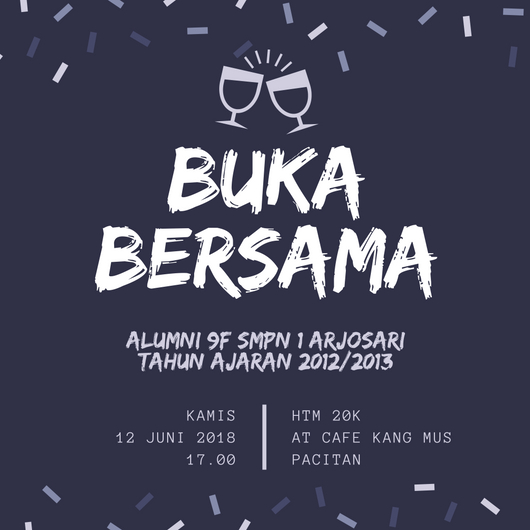 BUKA
BERSAMA
ALUMNI 9F SMPN 1 ARJOSARI
TAHUN AJARAN 2012/2013
KAMIS
12 JUNI 2018
17.00
HTM 20K
AT CAFE KANG MUS
PACITAN